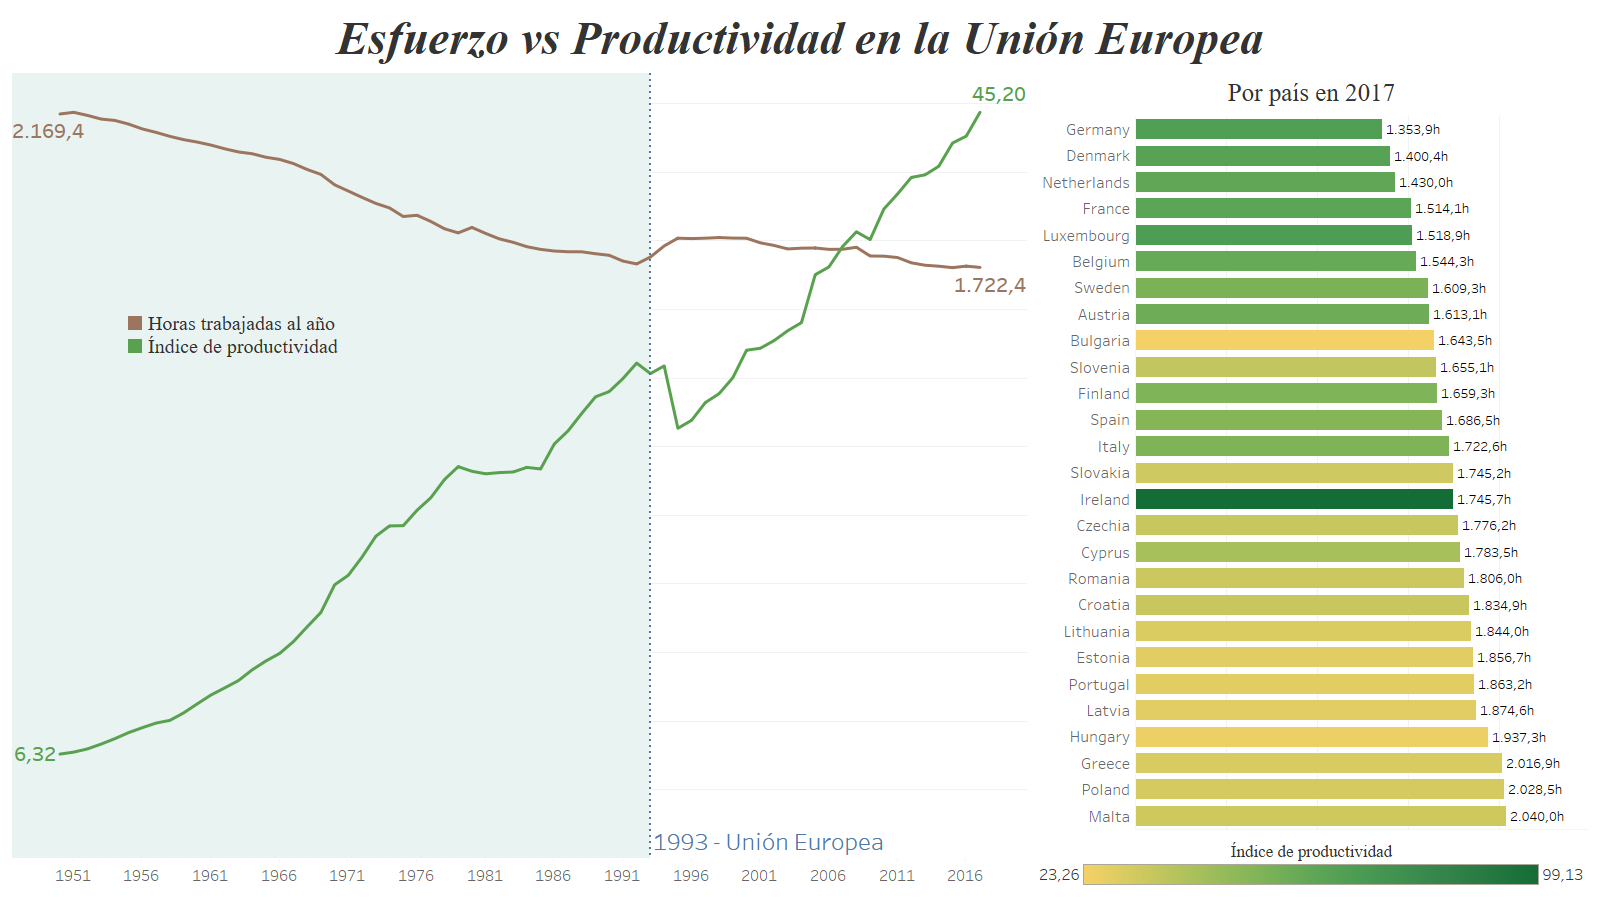 Esfuerzo vs Productividad en la Unión Europea
2.169,4
45,20
1.722,4
Horas trabajadas al año
Índice de productividad
6,32
1993 - Unión Europea
1951 1956 1961 1966 1971 1976 1981 1986 1991 1996 2001 2006 2011 2016
Por país en 2017
Germany 1.353,9h
Denmark 1.400,4h
Netherlands 1.430,0h
France 1.514,1h
Luxembourg 1.518,9h
Belgium 1.544,3h
Sweden 1.609,3h
Austria 1.613,1h
Bulgaria 1.643,5h
Slovenia 1.655,1h
Finland 1.659,3h
Spain 1.686,5h
Italy 1.722,6h
Slovakia 1.745,2h
Ireland 1.745,7h
Czechia 1.776,2h
Cyprus 1.783,5h
Romania 1.806,0h
Croatia 1.834,9h
Lithuania 1.844,0h
Estonia 1.856,7h
Portugal 1.863,2h
Latvia 1.874,6h
Hungary 1.937,3h
Greece 2.016,9h
Poland 2.028,5h
Malta 2.040,0h
Índice de productividad
23,26 99,13